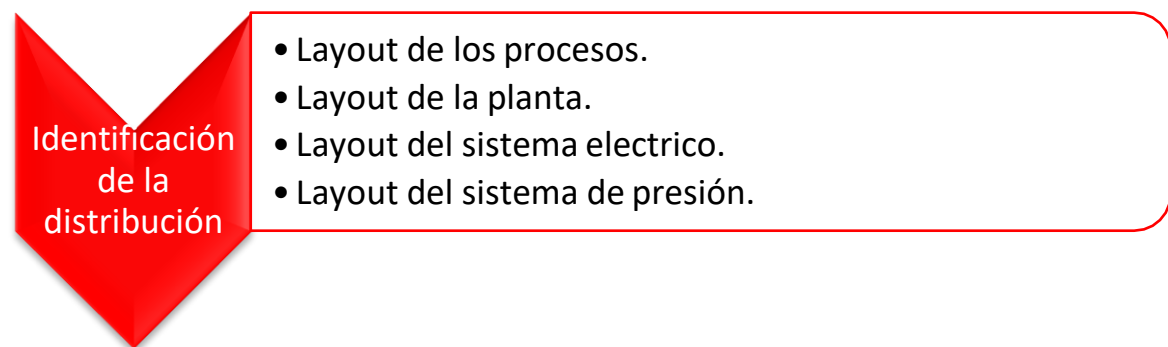 Identificación
de la
distribución
• Layout de los procesos.
• Layout de la planta.
• Layout del sistema electrico.
• Layout del sistema de presión.